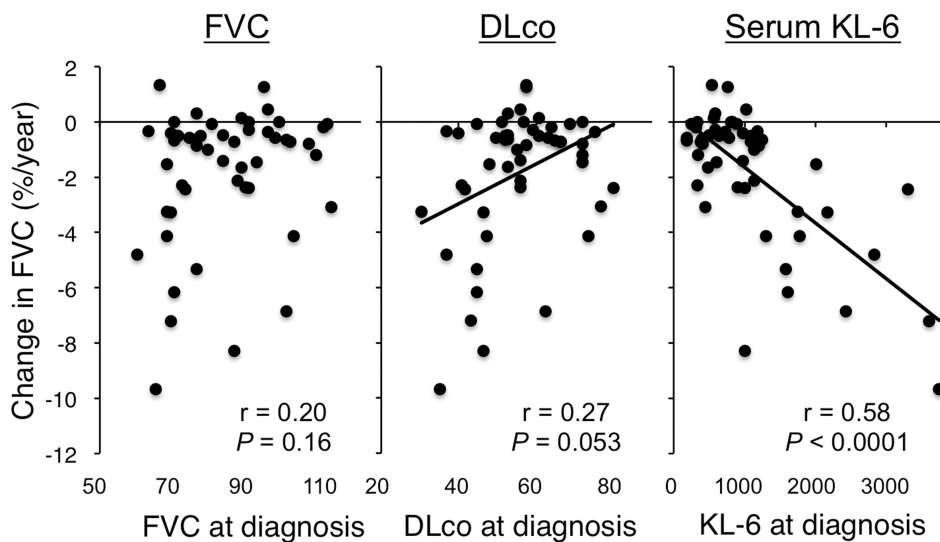 FVC
DLco
Serum KL-6
Change in FVC (%/year)
2
0
-2
-4
-6
-8
-10
-12
r = 0.20
P = 0.16
r = 0.27
P = 0.053
r = 0.58
P < 0.0001
50 70 90 110
20 40 60 80
0 1000 2000 3000
FVC at diagnosis
DLco at diagnosis
KL-6 at diagnosis